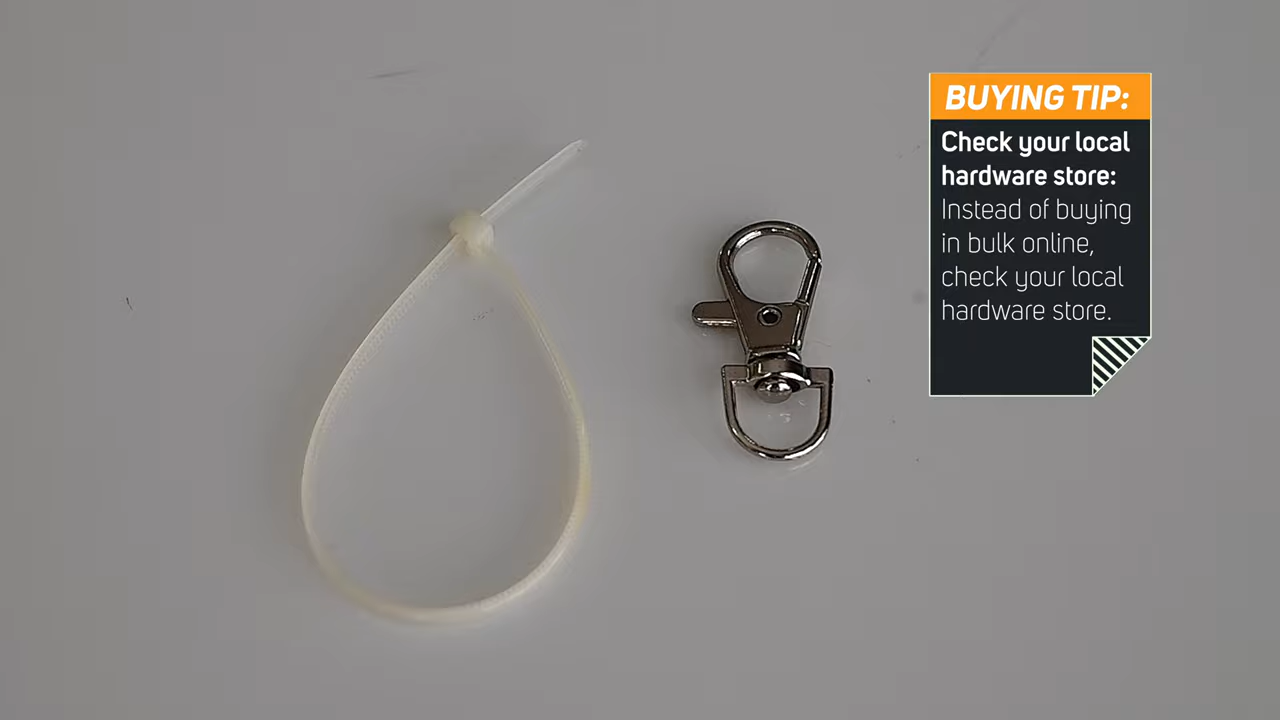 BUYING TIP:
Check your local
hardware store:
Instead of buying
in bulk online,
check your local
hardware store.